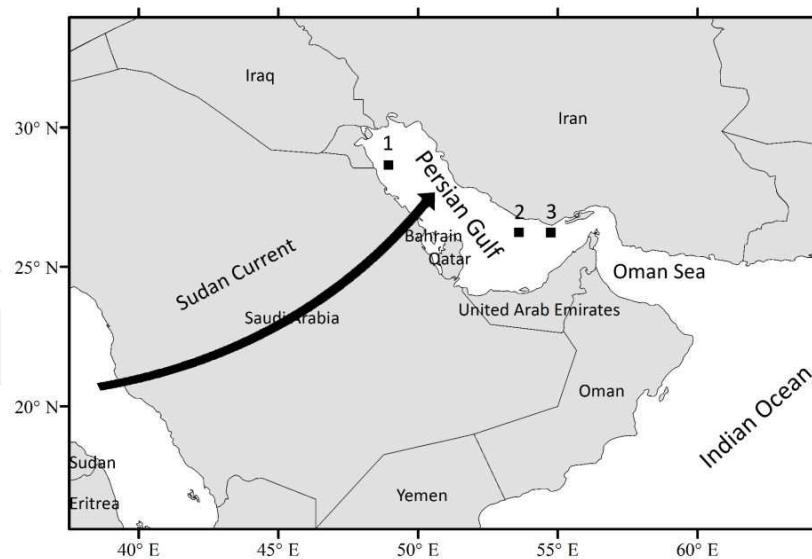 Iraq
Iran
30° N
1
Persian Gulf
2 3
Bahrain
Qatar
25° N
Oman Sea
Sudan Current
Saudi Arabia
United Arab Emirates
Oman
20° N
Indian Ocean
Sudan
Yemen
Eritrea
40° E 45° E 50° E 55° E 60° E